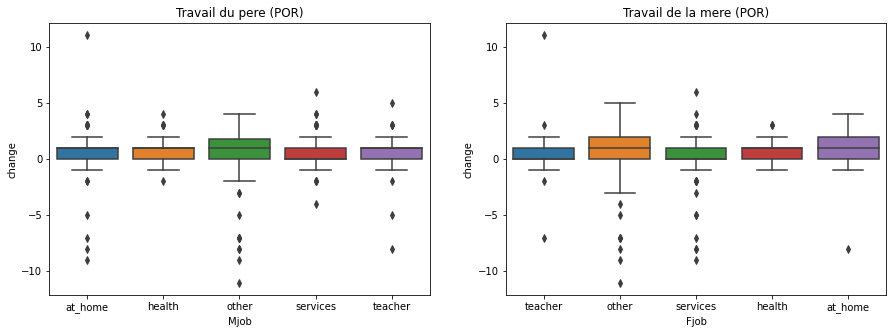 Travail du pere (POR)
change
10
5
0
−5
−10
at_home health other services teacher
Mjob
Travail de la mere (POR)
change
10
5
0
−5
−10
teacher other services health at_home
Fjob